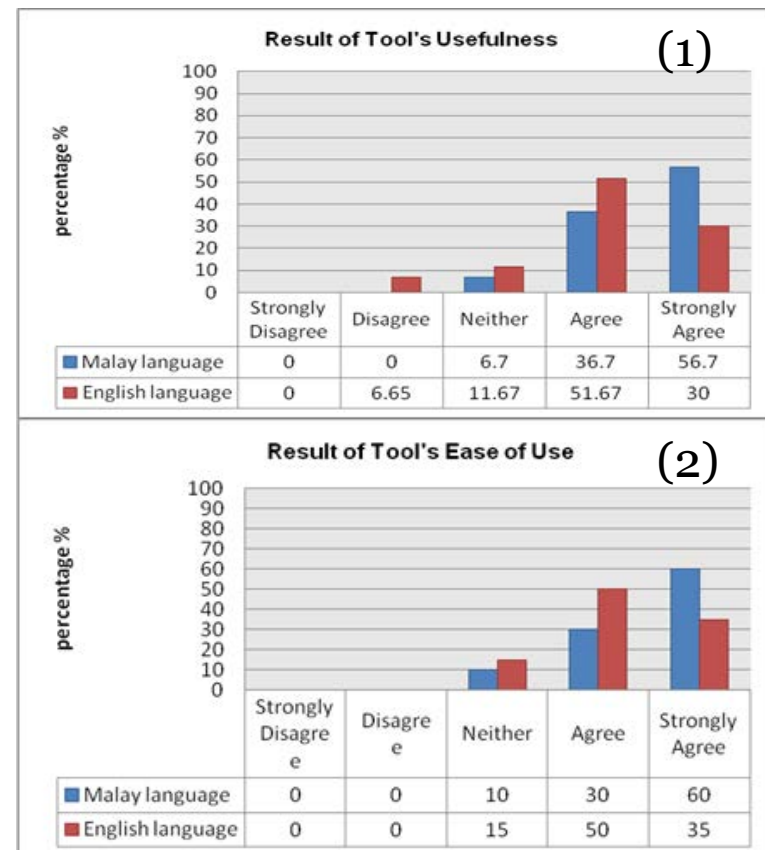 Result of Tool's Usefulness
(1)
percentage %
100
90
80
70
60
50
40
30
20
10
0
Strongly Disagree Disagree Neither Agree Strongly Agree
Malay language 0 0 6.7 36.7 56.7
English language 0 6.65 11.67 51.67 30
Result of Tool's Ease of Use
(2)
percentage %
100
90
80
70
60
50
40
30
20
10
0
Strongly Disagre e Disagre e Neither Agree Strongly Agree
Malay language 0 0 10 30 60
English language 0 0 15 50 35